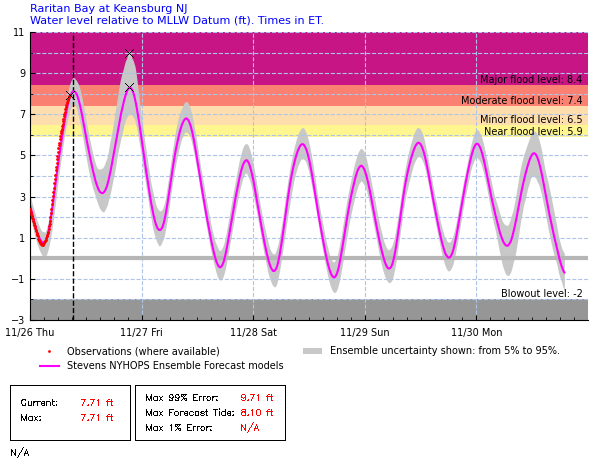 Raritan Bay at Keansburg NJ
Water level relative to MLLW Datum (ft). Times in ET.
11
9
7
5
3
1
−1
−3
Major flood level: 8.4
Moderate flood level: 7.4
Minor flood level: 6.5
Near flood level: 5.9
Blowout level: -2
11/26 Thu 11/27 Fri 11/28 Sat 11/29 Sun 11/30 Mon
Observations (where available)
Stevens NYHOPS Ensemble Forecast models
Ensemble uncertainty shown: from 5% to 95%.
Current: 7.71 ft
Max: 7.71 ft
Max 99% Error: 9.71 ft
Max Forecast Tide: 8.10 ft
Max 1% Error: N/A
N/A